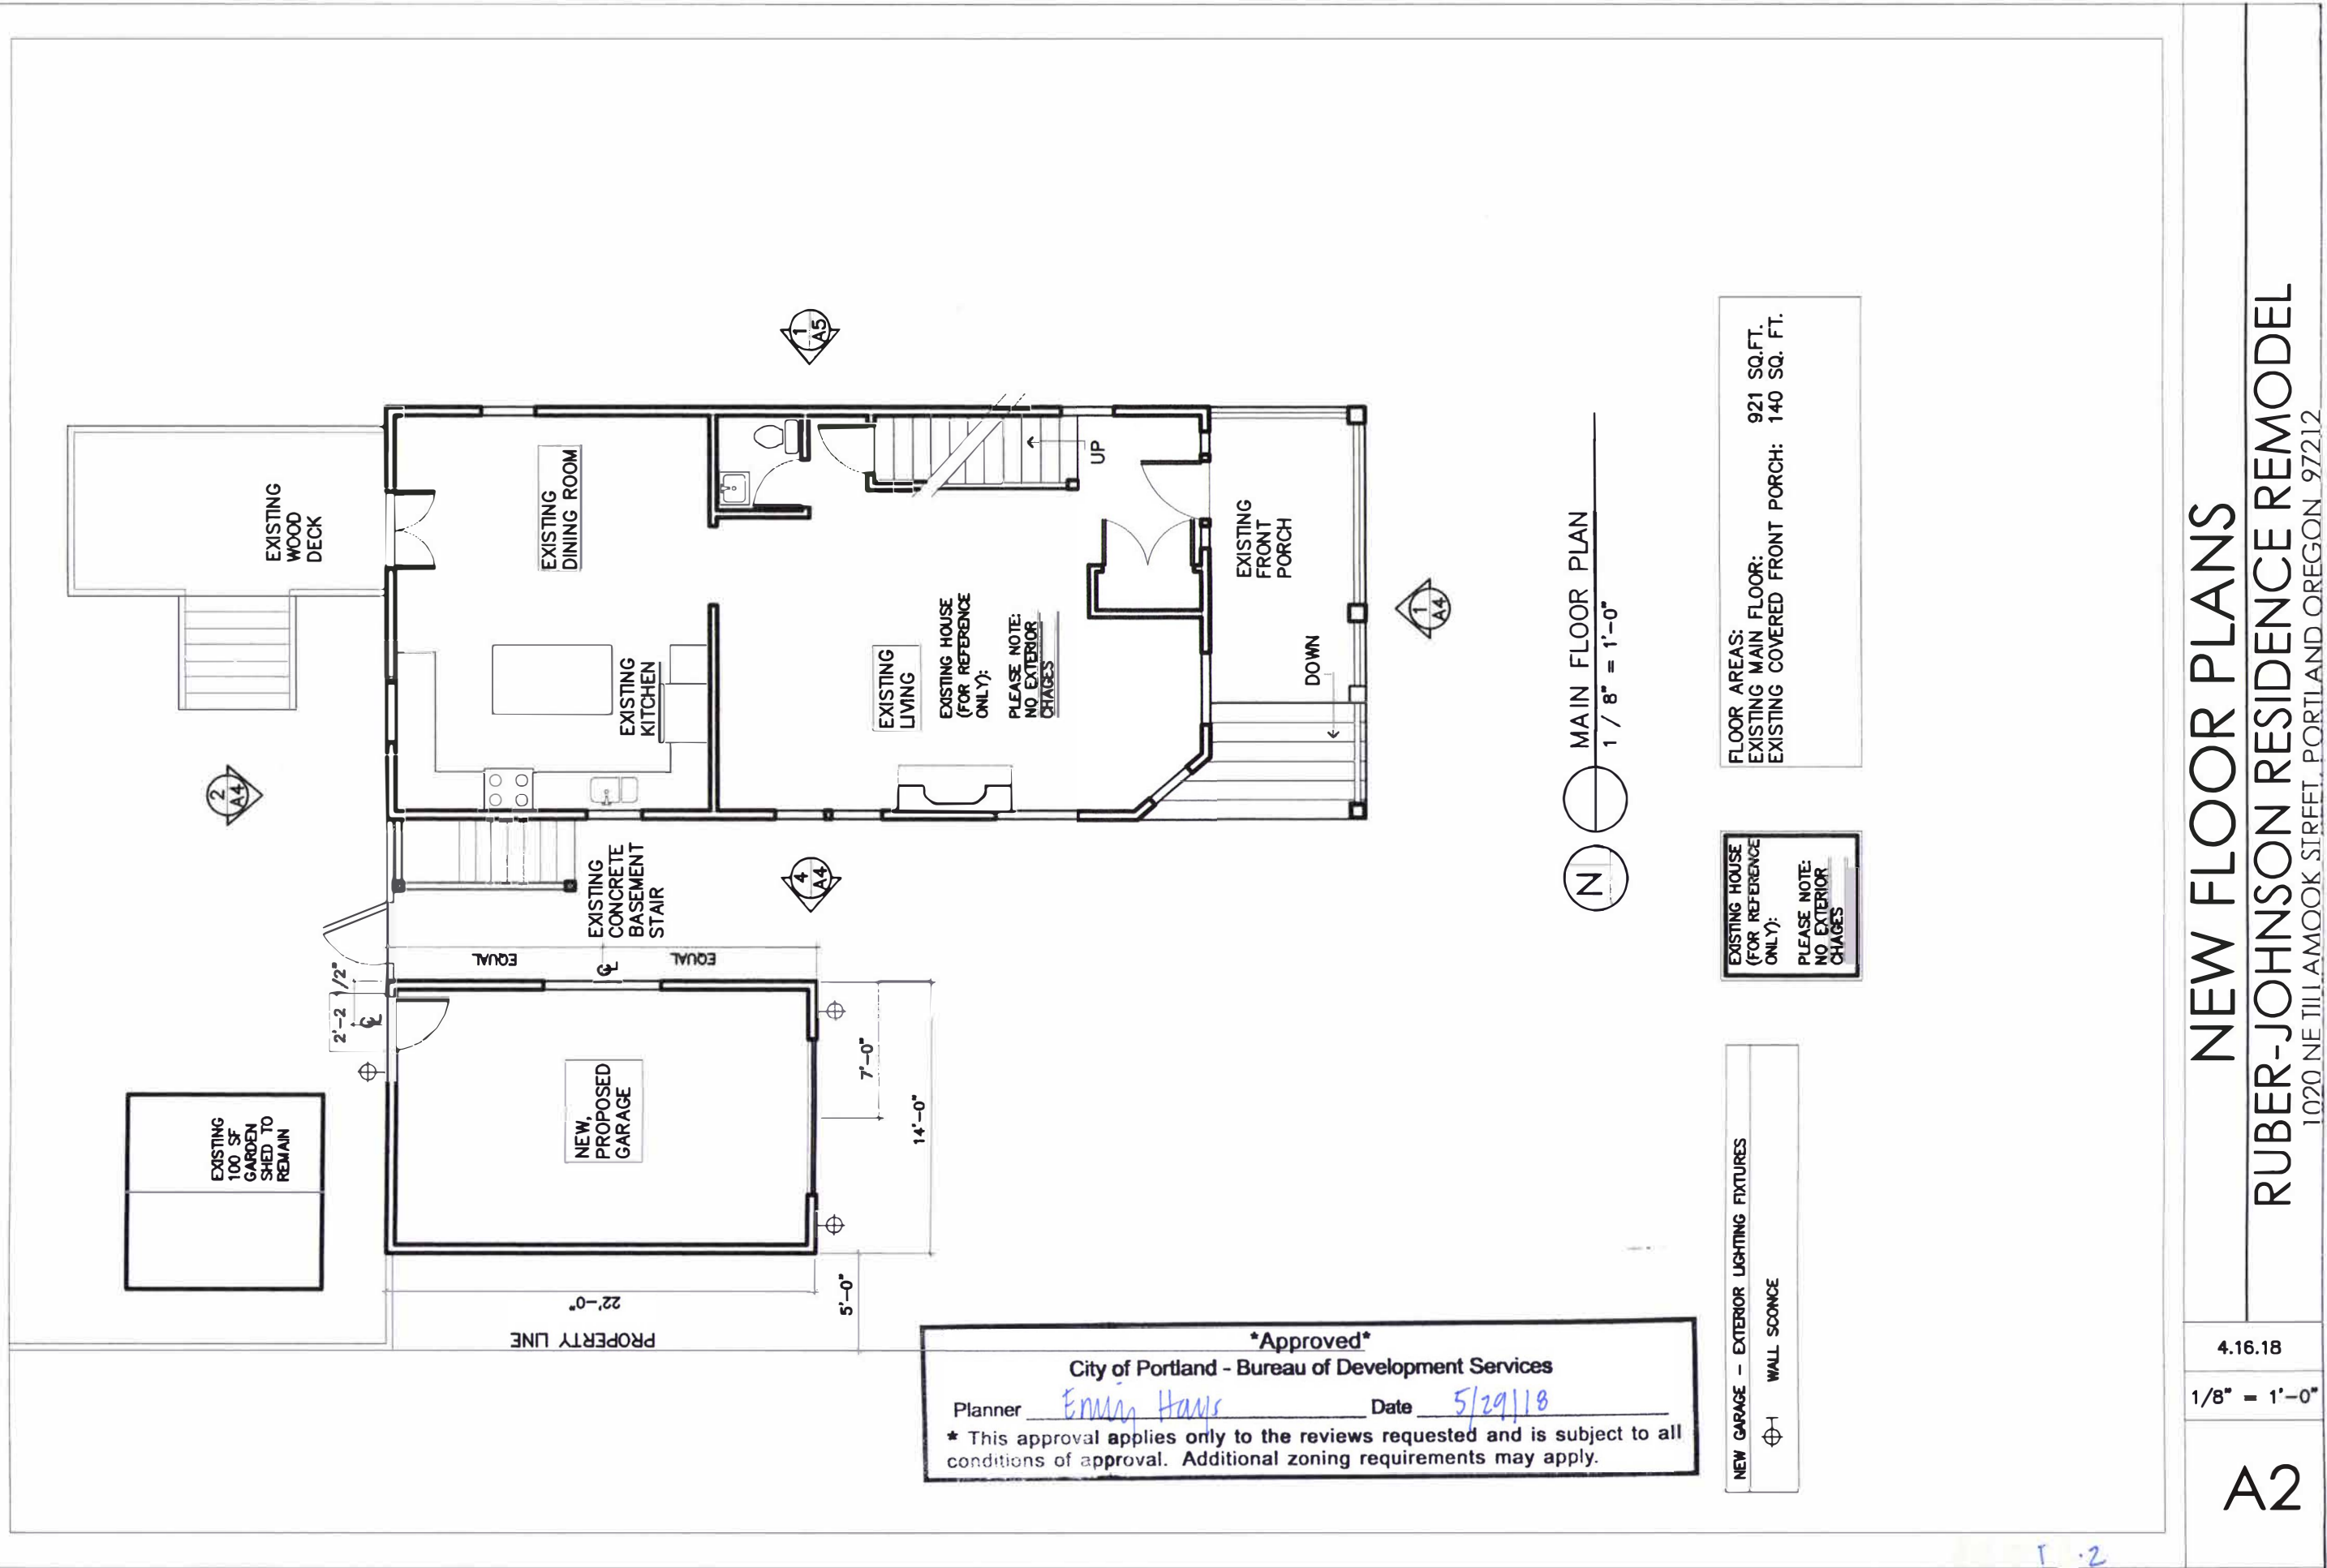 EXISTING
WOOD
DECK
EXISTING
DINING ROOM
EXISTING
KITCHEN
EXISTING
LIVING
EXISTING HOUSE
(FOR REFERENCE
ONLY):
PLEASE NOTE:
NO EXTERIOR
CHAGES
UP
EXISTING
FRONT
PORCH
DOWN
1
A5
2
A4
4
A4
1
A4
EXISTING
CONCRETE
BASEMENT
STAIR
EQUAL
EQUAL
CL
2'-2 1/2"
CL
NEW,
PROPOSED
GARAGE
7'-0"
14'-0"
5'-0"
22'-0"
PROPERTY LINE
EXISTING
100 SF
GARDEN
SHED TO
REMAIN
N
MAIN FLOOR PLAN
1 / 8" = 1'-0"
FLOOR AREAS:
EXISTING MAIN FLOOR: 921 SQ.FT.
EXISTING COVERED FRONT PORCH: 140 SQ. FT.
EXISTING HOUSE
(FOR REFERENCE
ONLY):
PLEASE NOTE:
NO EXTERIOR
CHAGES
NEW GARAGE - EXTERIOR LIGHTING FIXTURES
WALL SCONCE
*Approved*
City of Portland - Bureau of Development Services
Planner Emily Hays Date 5/29/18
* This approval applies only to the reviews requested and is subject to all
conditions of approval. Additional zoning requirements may apply.
NEW FLOOR PLANS
RUBER-JOHNSON RESIDENCE REMODEL
1020 NE TILLAMOOK STREET, PORTLAND OREGON 97212
4.16.18
1/8" = 1'-0"
A2